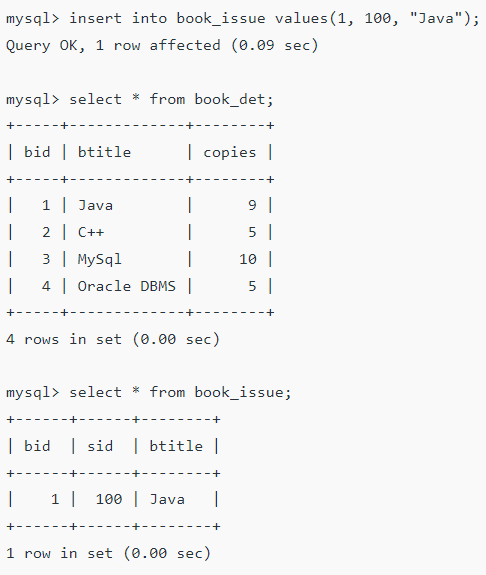 mysql> insert into book_issue values(1, 100, "Java");
Query OK, 1 row affected (0.09 sec)

mysql> select * from book_det;
+-----+-------------+--------+
| bid | btitle      | copies |
+-----+-------------+--------+
|   1 | Java        |      9 |
|   2 | C++         |      5 |
|   3 | MySql       |     10 |
|   4 | Oracle DBMS |      5 |
+-----+-------------+--------+
4 rows in set (0.00 sec)

mysql> select * from book_issue;
+------+------+--------+
| bid  | sid  | btitle |
+------+------+--------+
|    1 |  100 | Java   |
+------+------+--------+
1 row in set (0.00 sec)